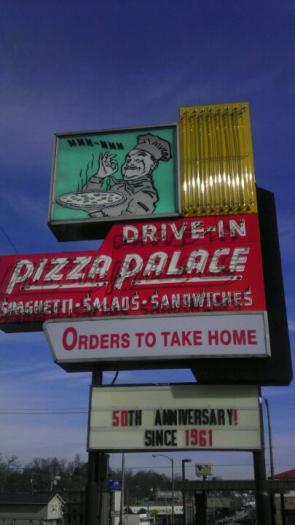 MMM-MMM
DRIVE-IN
PIZZA PALACE
SPAGHETTI-SALADS-SANDWICHES
ORDERS TO TAKE HOME
50TH ANNIVERSARY!
SINCE 1961